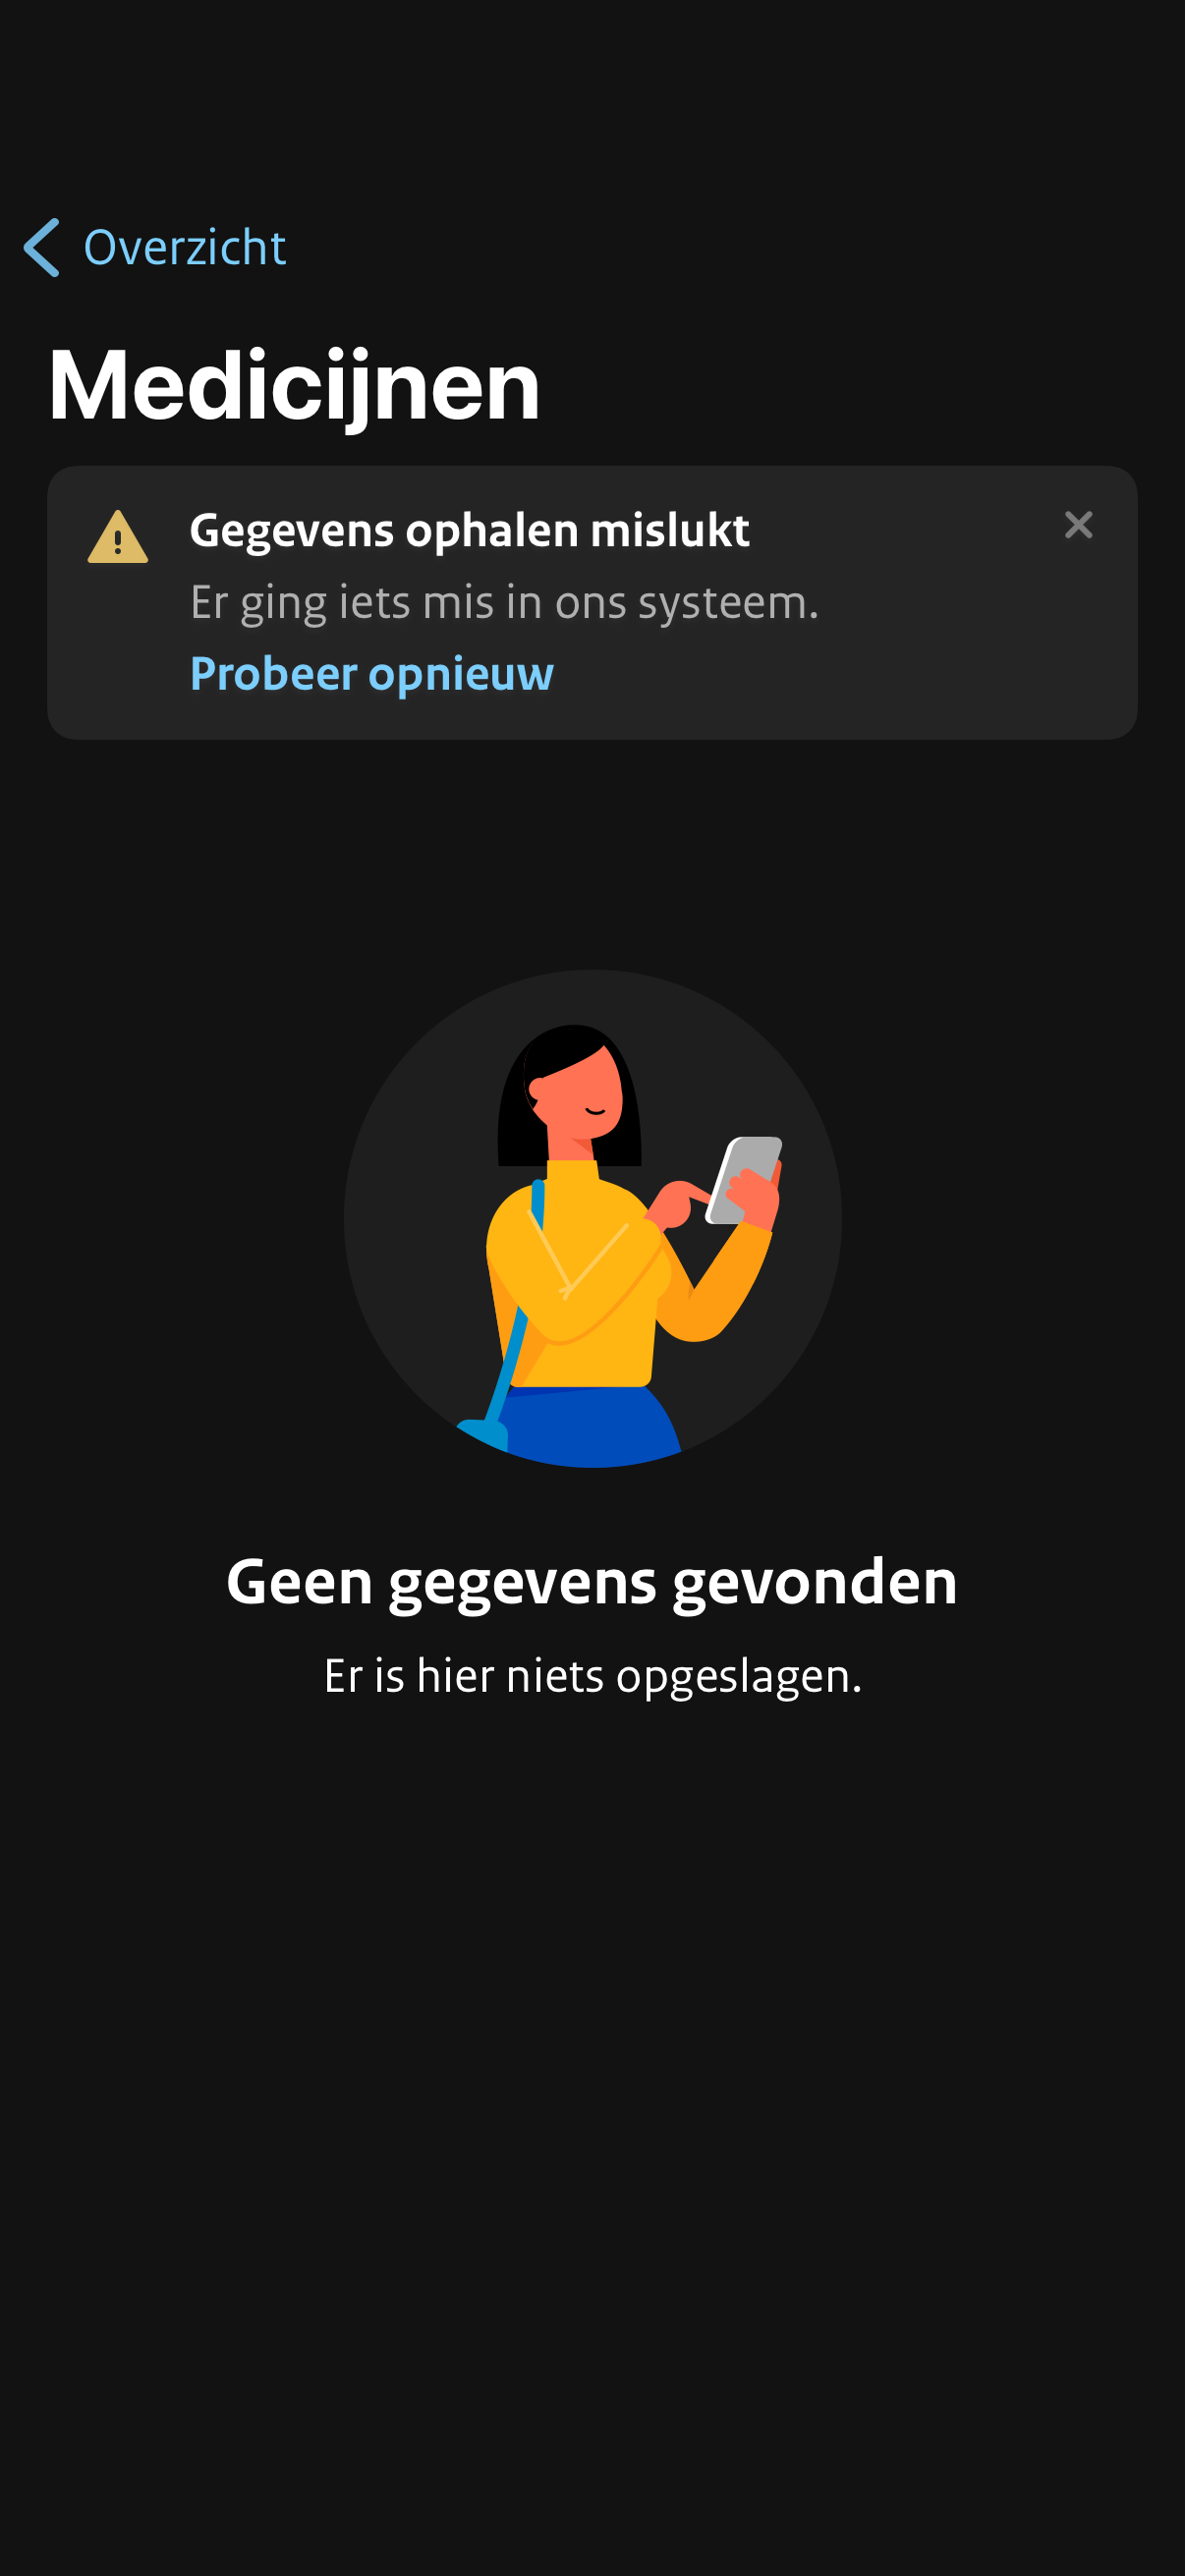 Overzicht
Medicijnen
Gegevens ophalen mislukt
Er ging iets mis in ons systeem.
Probeer opnieuw
Geen gegevens gevonden
Er is hier niets opgeslagen.